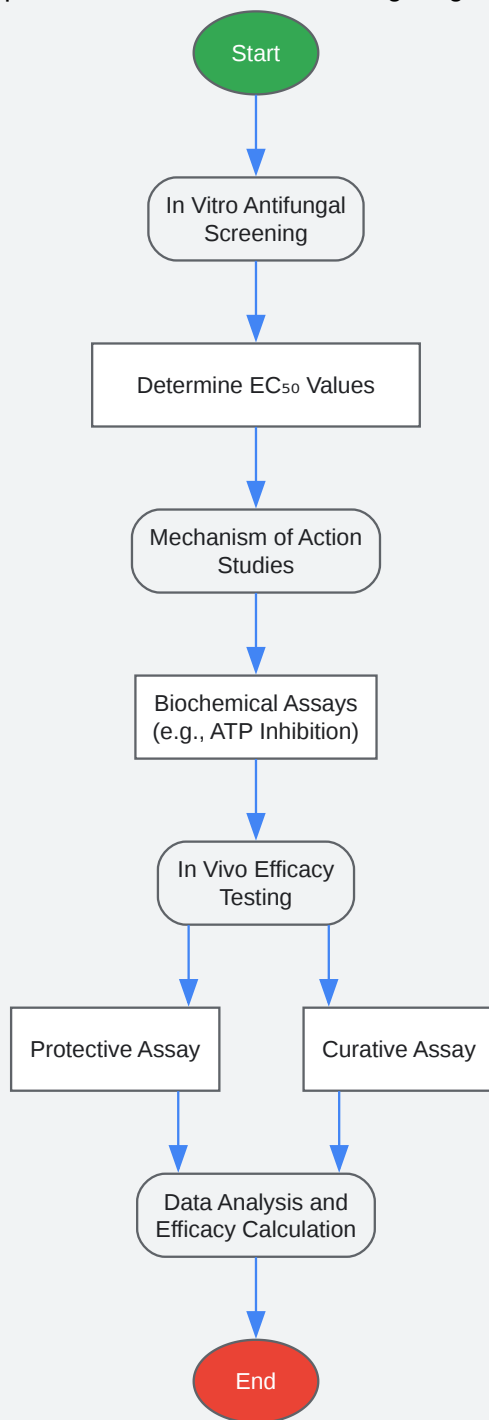 Start
In Vitro Antifungal
Screening
Determine EC₅₀ Values
Mechanism of Action
Studies
Biochemical Assays
(e.g., ATP Inhibition)
In Vivo Efficacy
Testing
Protective Assay
Curative Assay
Data Analysis and
Efficacy Calculation
End